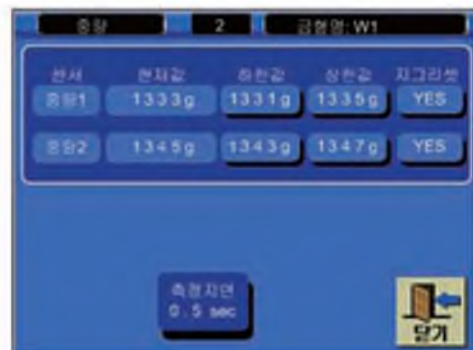 중량 2 금형명: W1
센서 현재값 하한값 상한값 지그리셋
중량1 1333g 1331g 1335g YES
중량2 1345g 1343g 1347g YES
측정지연
0.5 sec
닫기